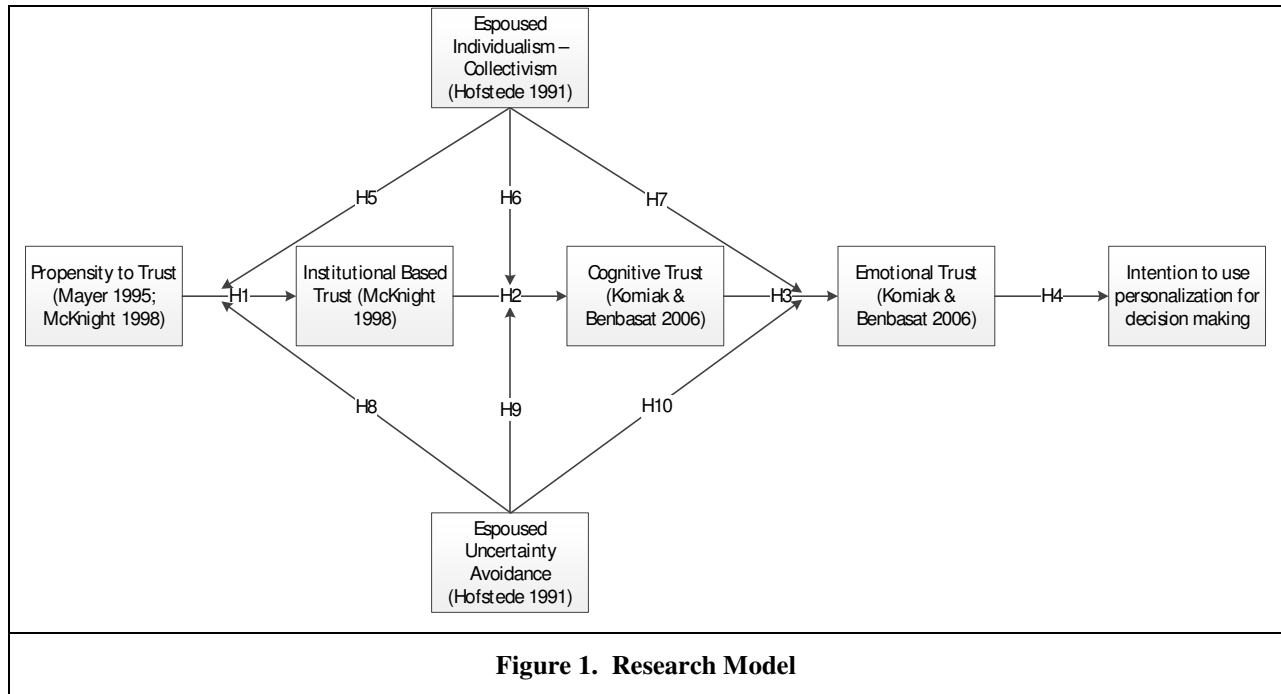 Espoused
Individualism –
Collectivism
(Hofstede 1991)
H5
H6
H7
Propensity to Trust
(Mayer 1995;
McKnight 1998)
H1
Institutional Based
Trust (McKnight
1998)
H2
Cognitive Trust
(Komiak &
Benbasat 2006)
H3
Emotional Trust
(Komiak &
Benbasat 2006)
H4
Intention to use
personalization for
decision making
H8
H9
H10
Espoused
Uncertainty
Avoidance
(Hofstede 1991)
Figure 1. Research Model